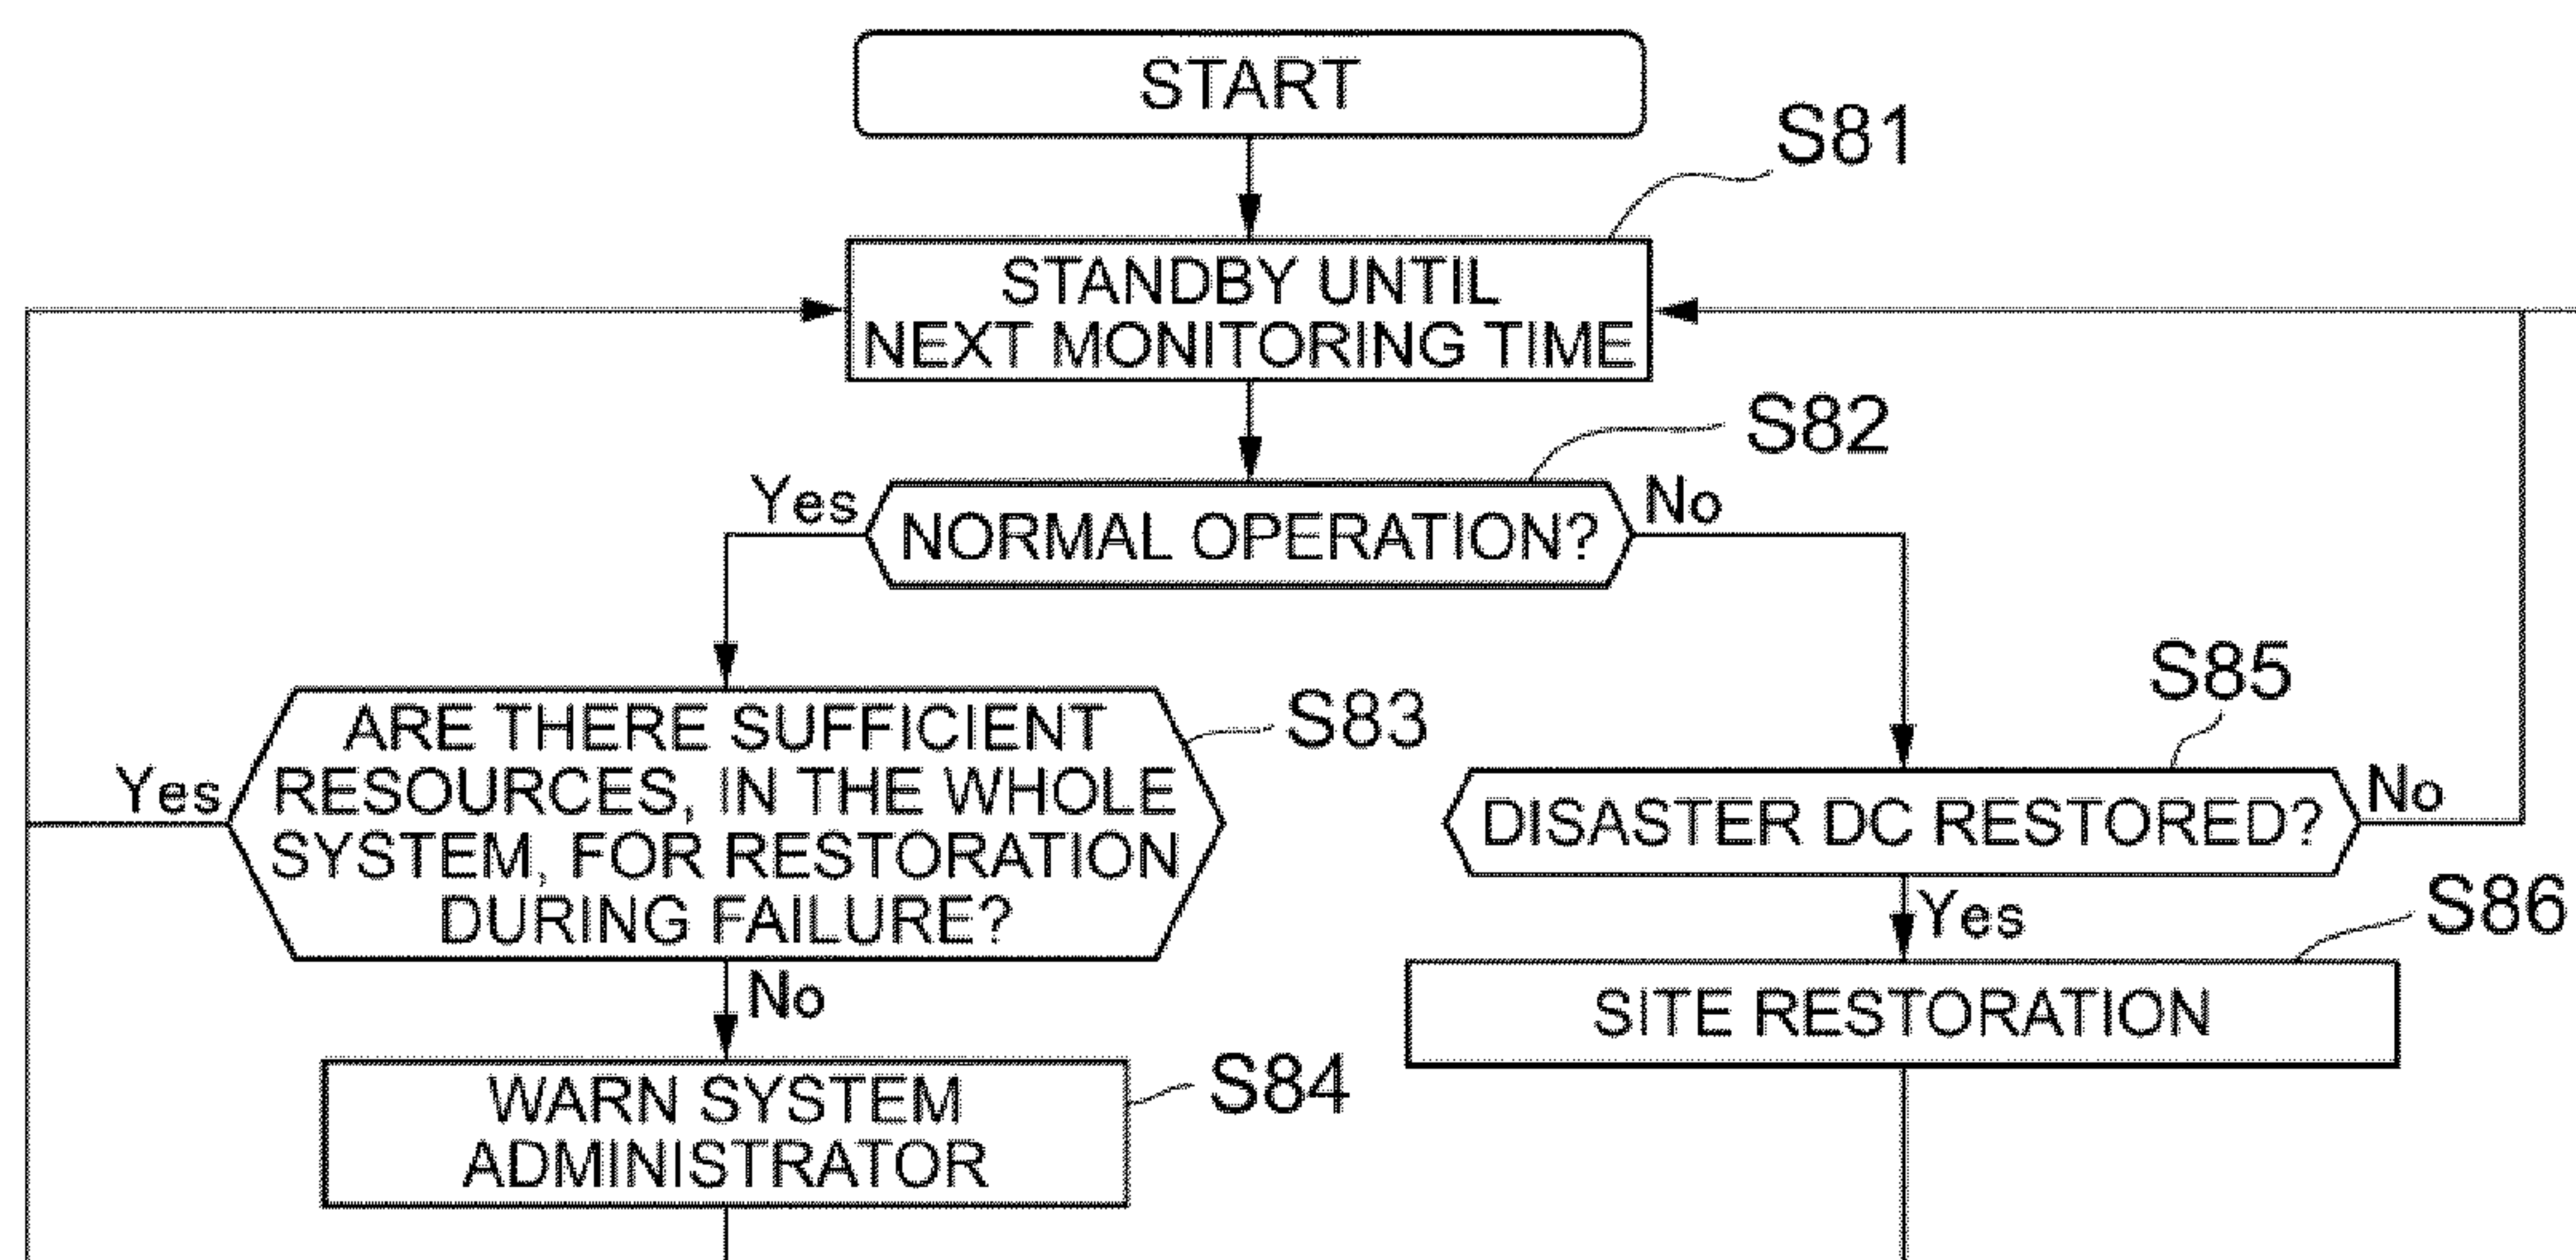 START
S81
STANDBY UNTIL
NEXT MONITORING TIME
S82
Yes
NORMAL OPERATION?
No
S83
ARE THERE SUFFICIENT
RESOURCES, IN THE WHOLE
SYSTEM, FOR RESTORATION
DURING FAILURE?
Yes
No
S84
WARN SYSTEM
ADMINISTRATOR
S85
DISASTER DC RESTORED?
No
Yes
S86
SITE RESTORATION